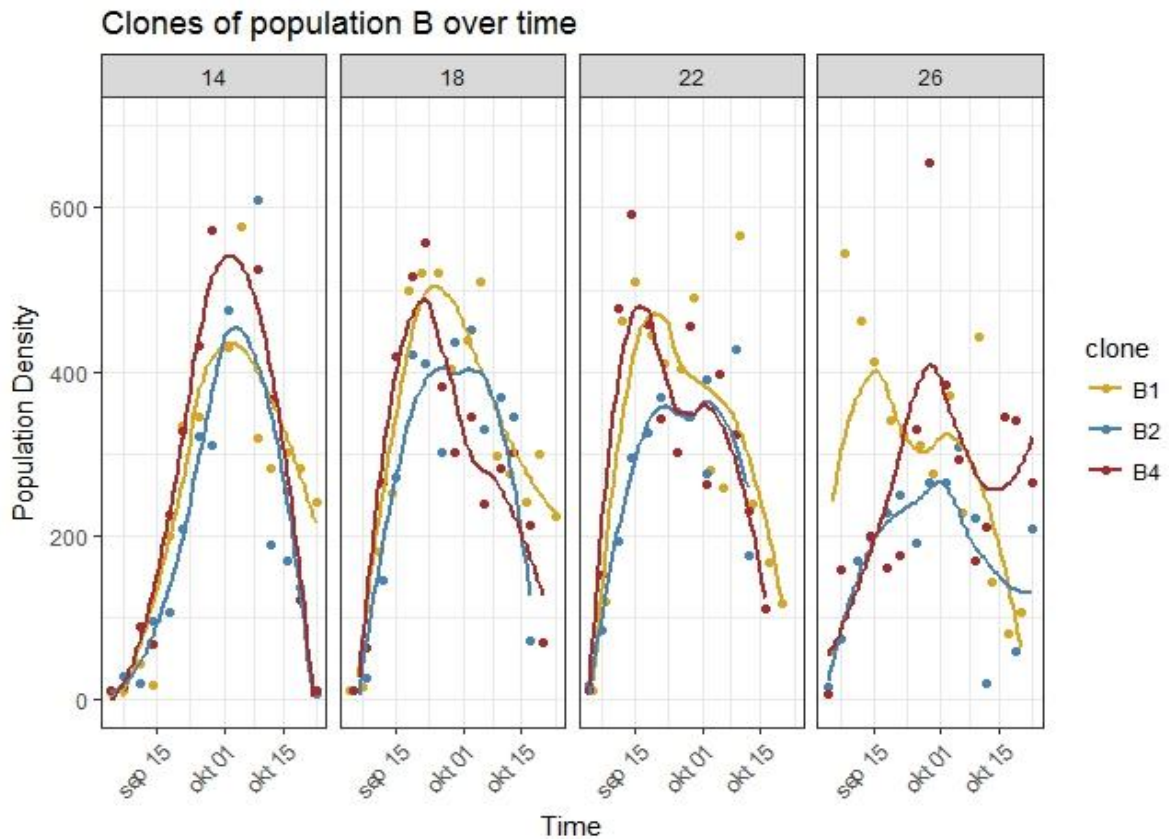 Clones of population B over time
14 18 22 26
600
400
200
0
Population Density
sep 15 okt 01 okt 15 sep 15 okt 01 okt 15 sep 15 okt 01 okt 15 sep 15 okt 01 okt 15
Time
clone
B1
B2
B4